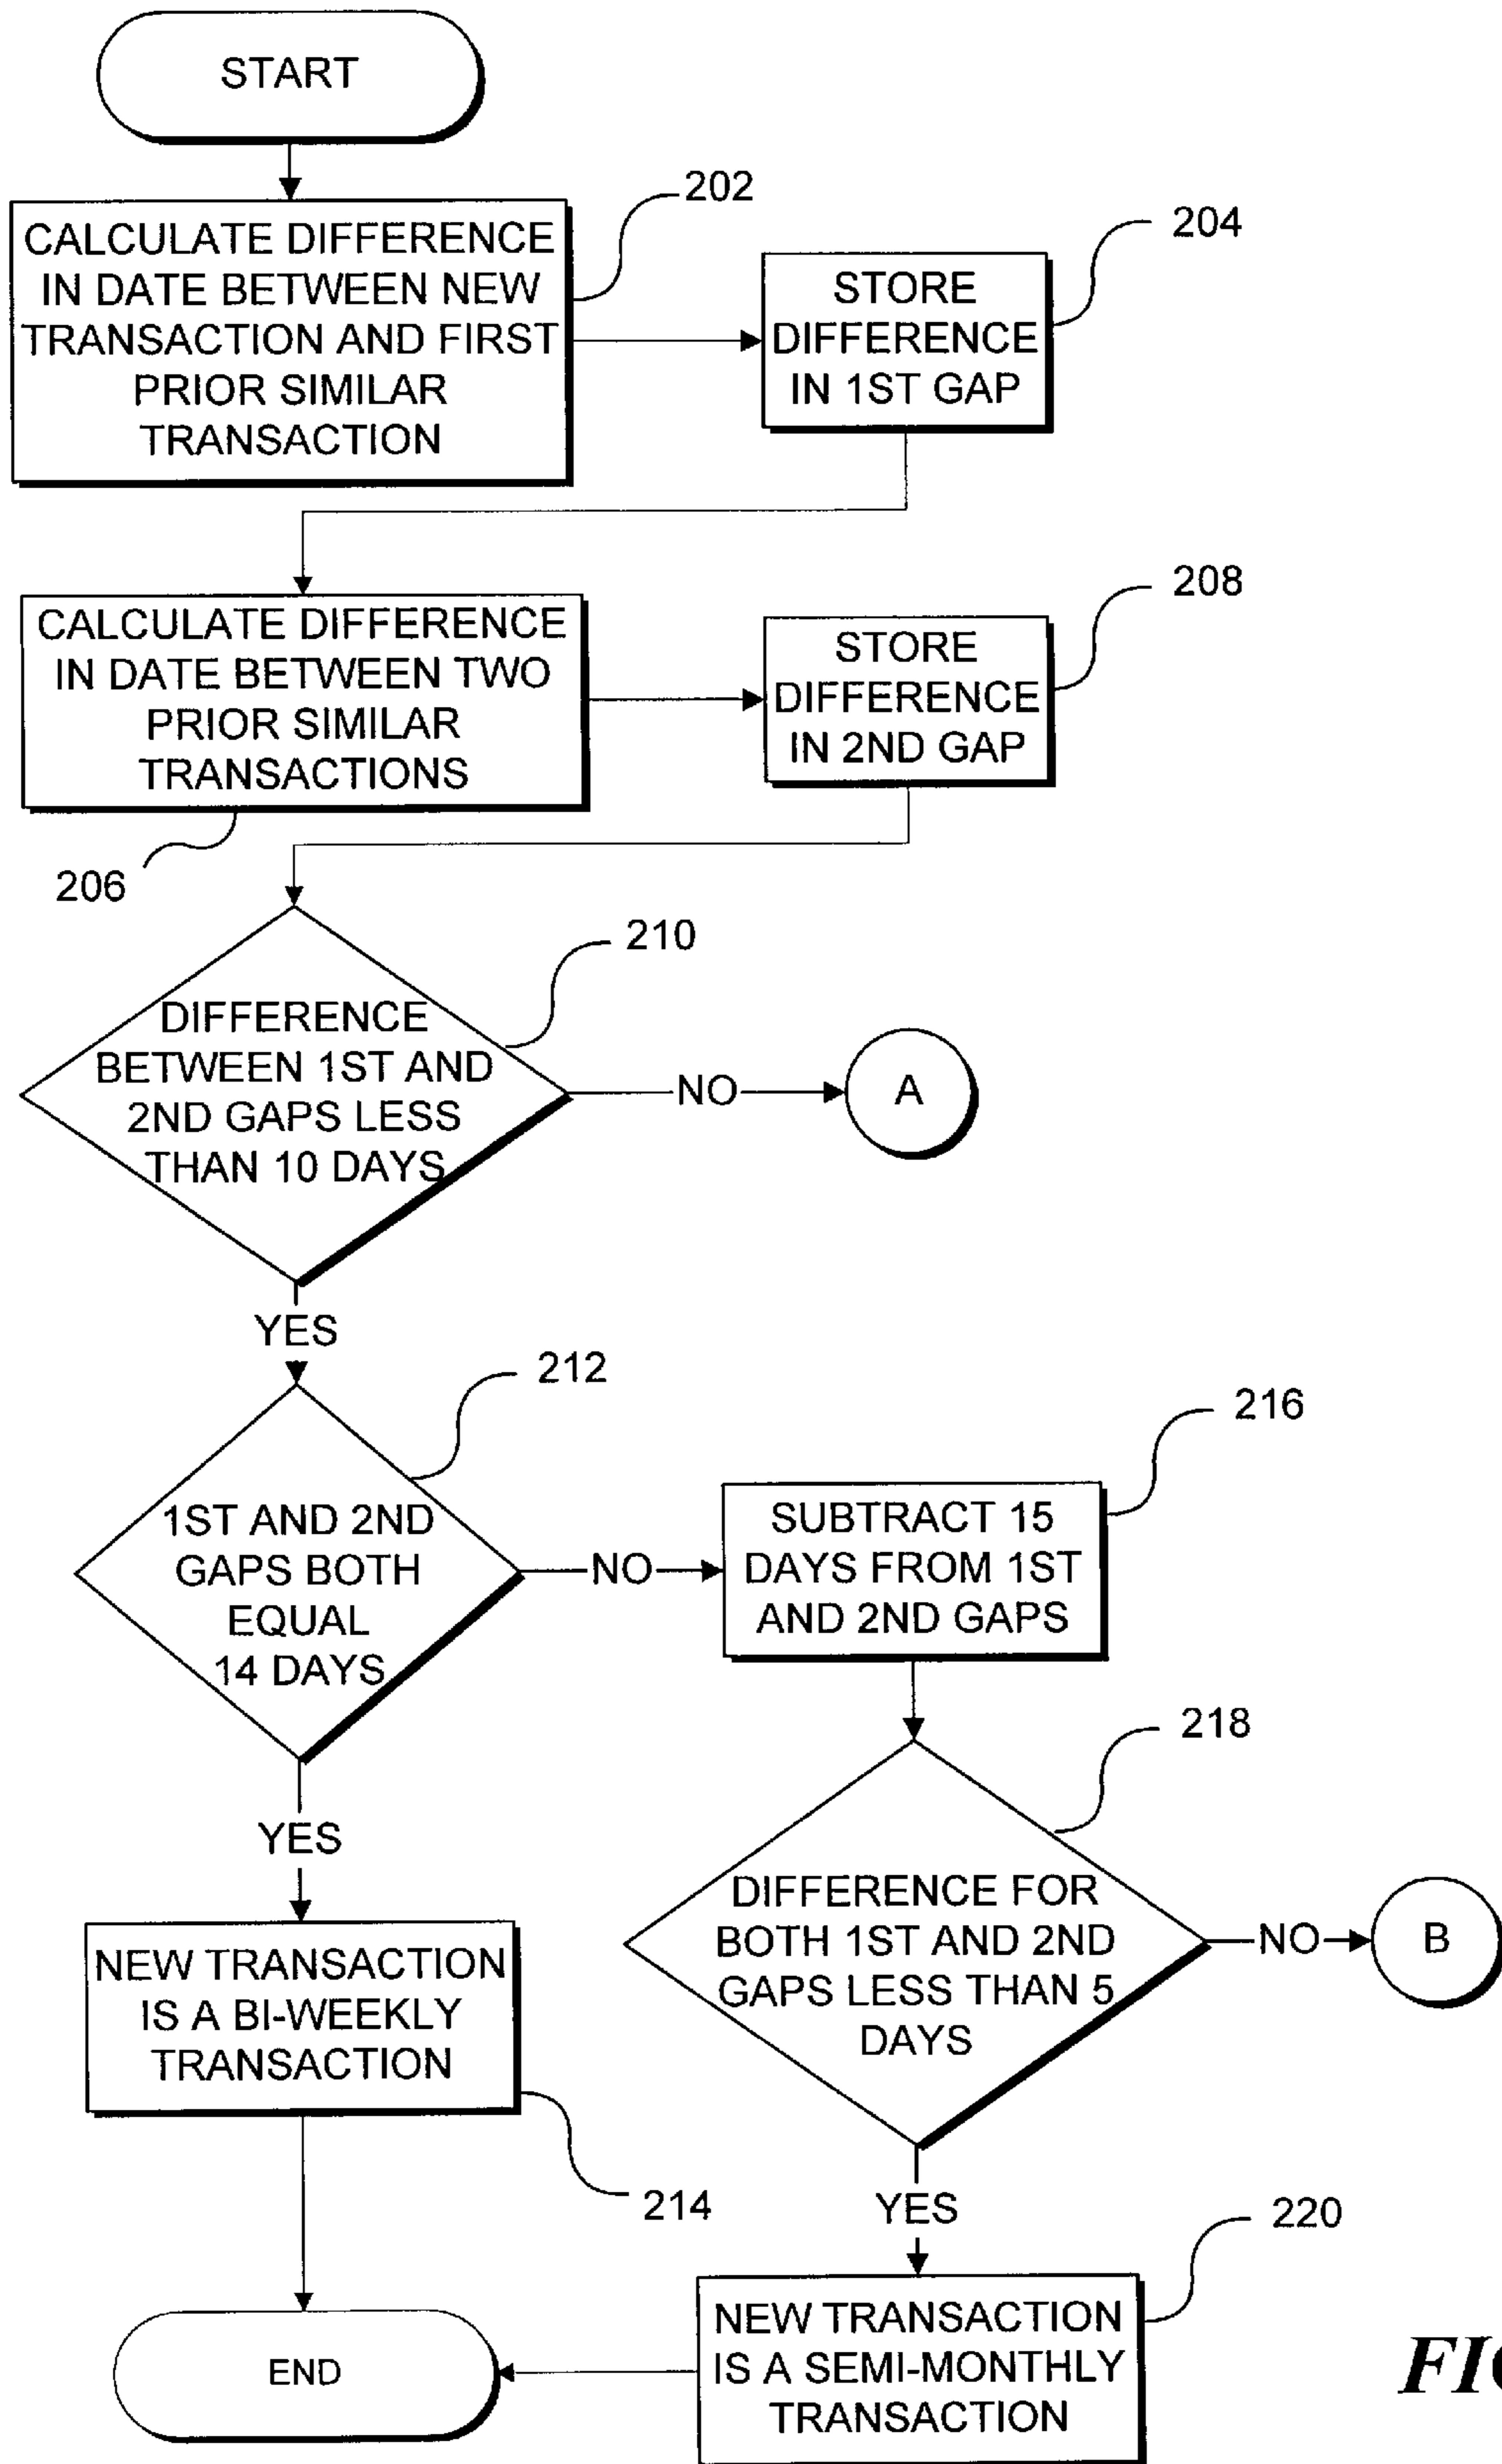 START
202
CALCULATE DIFFERENCE
IN DATE BETWEEN NEW
TRANSACTION AND FIRST
PRIOR SIMILAR
TRANSACTION
204
STORE
DIFFERENCE
IN 1ST GAP
CALCULATE DIFFERENCE
IN DATE BETWEEN TWO
PRIOR SIMILAR
TRANSACTIONS
206
208
STORE
DIFFERENCE
IN 2ND GAP
210
DIFFERENCE
BETWEEN 1ST AND
2ND GAPS LESS
THAN 10 DAYS
NO
A
YES
212
1ST AND 2ND
GAPS BOTH
EQUAL
14 DAYS
NO
216
SUBTRACT 15
DAYS FROM 1ST
AND 2ND GAPS
YES
218
DIFFERENCE FOR
BOTH 1ST AND 2ND
GAPS LESS THAN 5
DAYS
NO
B
NEW TRANSACTION
IS A BI-WEEKLY
TRANSACTION
214
YES
220
NEW TRANSACTION
IS A SEMI-MONTHLY
TRANSACTION
END